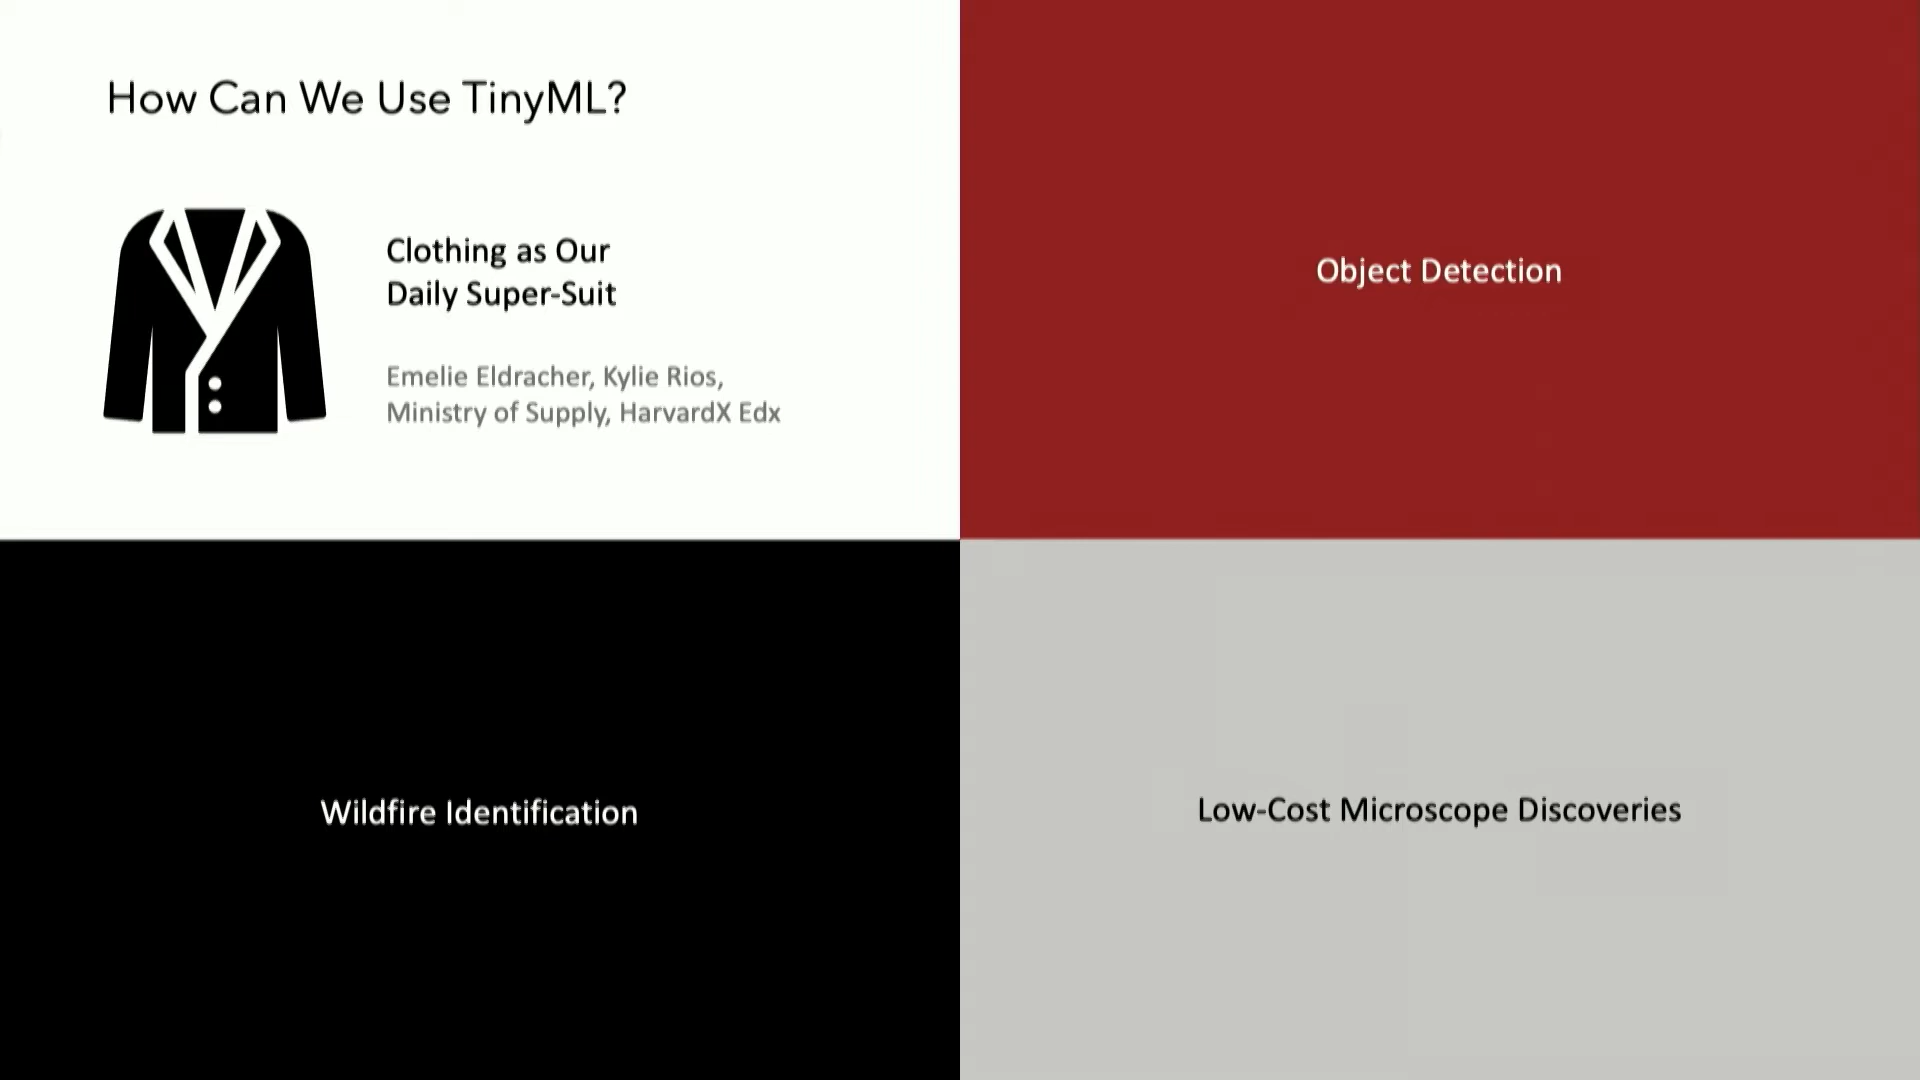 How Can We Use TinyML?
Clothing as Our
Daily Super-Suit
Emelie Eldracher, Kylie Rios,
Ministry of Supply, HarvardX Edx
Object Detection
Wildfire Identification
Low-Cost Microscope Discoveries